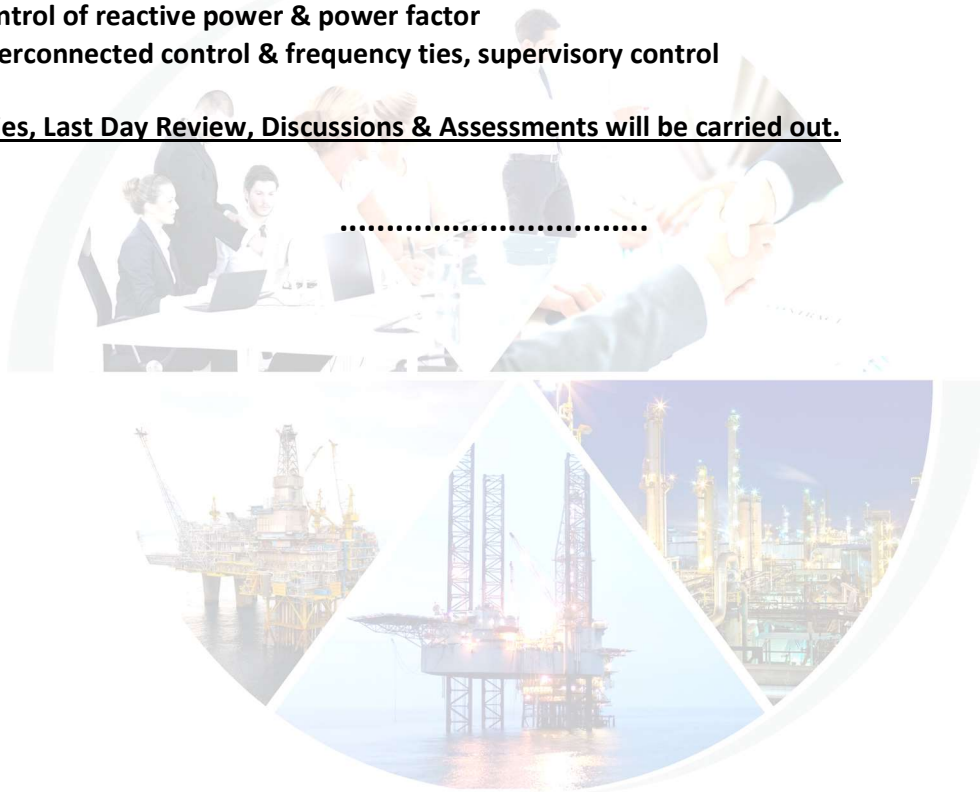 ntrol of reactive power & power factor
erconnected control & frequency ties, supervisory control
es, Last Day Review, Discussions & Assessments will be carried out.
……………………………
CONTRACT